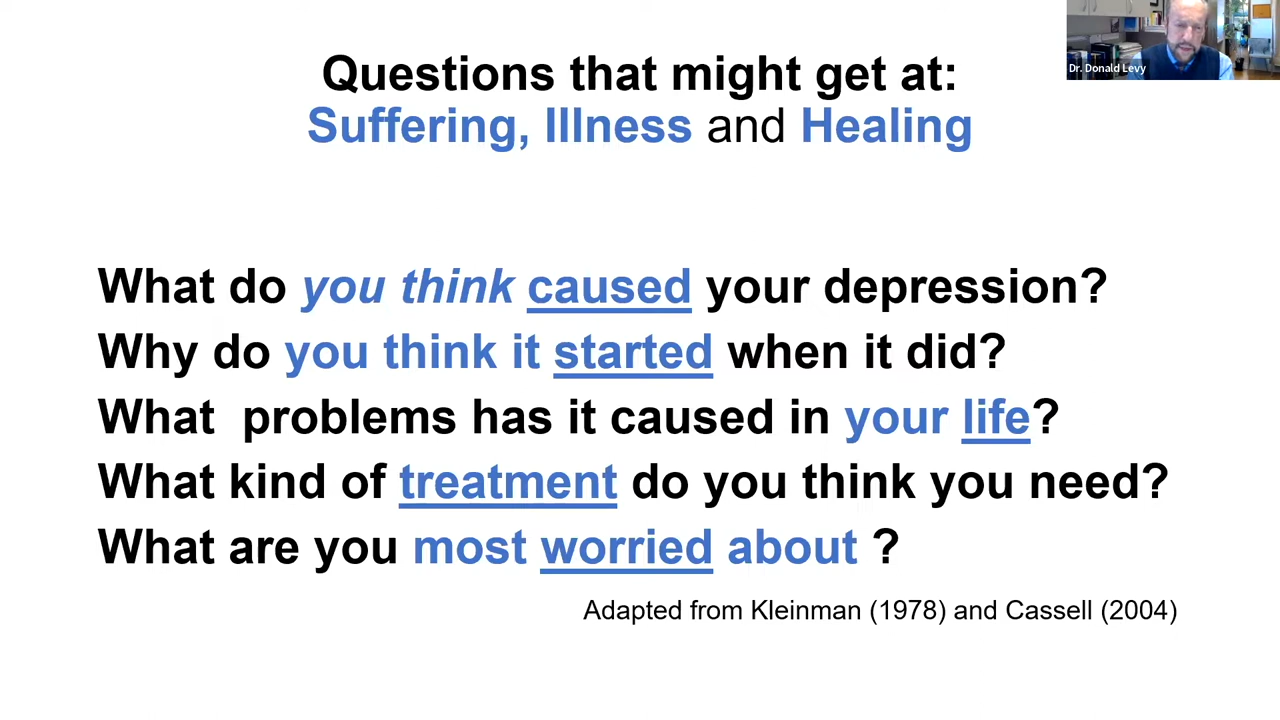 Dr. Donald Levy
Questions that might get at:
Suffering, Illness and Healing
What do you think caused your depression?
Why do you think it started when it did?
What  problems has it caused in your life?
What kind of treatment do you think you need?
What are you most worried about ?
Adapted from Kleinman (1978) and Cassell (2004)